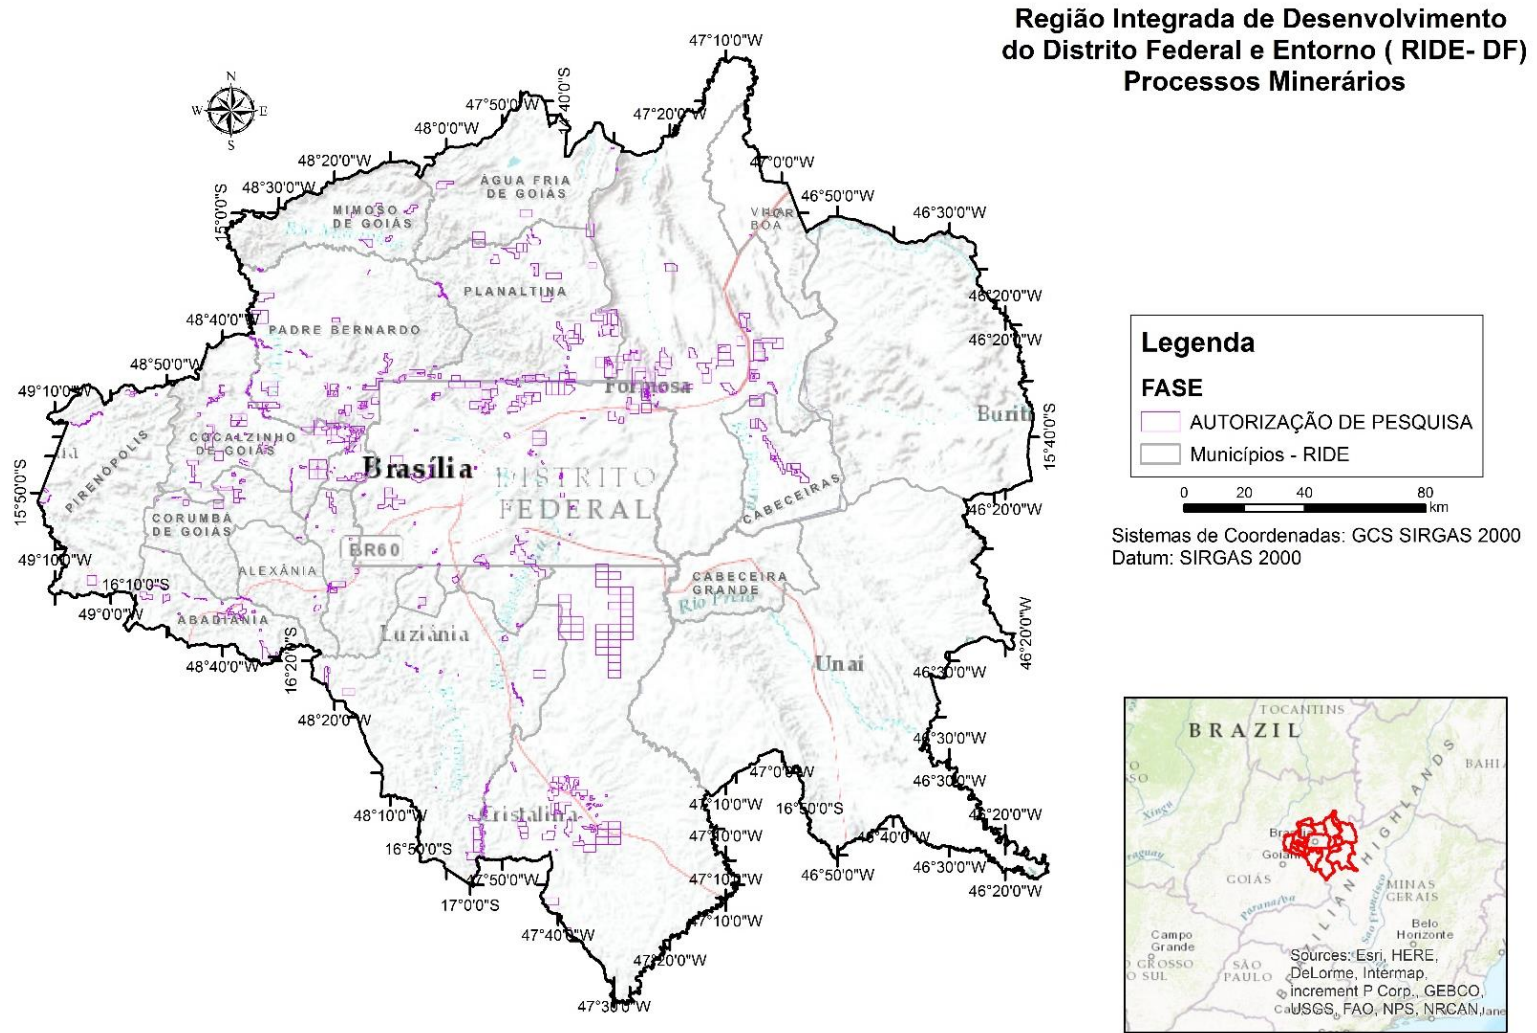 Região Integrada de Desenvolvimento
do Distrito Federal e Entorno ( RIDE- DF)
Processos Minerários
N
W
E
S
47°10'0"W
47°50'0"W
47°20'0"W
48°0'0"W
48°20'0"W
47°0'0"W
48°30'0"W
46°50'0"W
15°0'0"S
46°30'0"W
ÁGUA FRIA
DE GOIÁS
MIMOSO
DE GOIÁS
BOA
PLANALTINA
46°20'0"W
48°40'0"W
PADRE BERNARDO
46°20'0"W
48°50'0"W
49°10'0"W
Formosa
Buriti
15°40'0"S
COCALZINHO
DE GOIÁS
PIRENÓPOLIS
Brasília
DISTRITO
FEDERAL
15°50'0"S
CABECEIRAS
46°20'0"W
CORUMBÁ
DE GOIÁS
BR60
49°10'0"W
ALEXÂNIA
16°10'0"S
CABECEIRA
GRANDE
Rio Preto
49°0'0"W
ABADIÂNIA
Luziânia
46°20'0"W
48°40'0"W
16°20'0"S
Unaí
46°30'0"W
48°20'0"W
46°30'0"W
47°0'0"W
46°30'0"W
48°10'0"W
47°10'0"W
16°50'0"S
46°20'0"W
Cristalina
47°10'0"W
46°40'0"W
16°50'0"S
46°50'0"W
46°30'0"W
47°50'0"W
47°10'0"W
46°20'0"W
17°0'0"S
47°10'0"W
47°40'0"W
47°20'0"W
47°30'0"W
Legenda
FASE
AUTORIZAÇÃO DE PESQUISA
Municípios - RIDE
0 20 40 80
km
Sistemas de Coordenadas: GCS SIRGAS 2000
Datum: SIRGAS 2000
TOCANTINS
BRAZIL
BAHIA
Xingu
BRAZILIAN HIGHLANDS
GOIÁS
MINAS
GERAIS
Paranaíba
São Francisco
Belo
Horizonte
Campo
Grande
SÃO
PAULO
GROSSO
O SUL
Sources: Esri, HERE,
DeLorme, Intermap,
increment P Corp., GEBCO,
USGS, FAO, NPS, NRCAN,